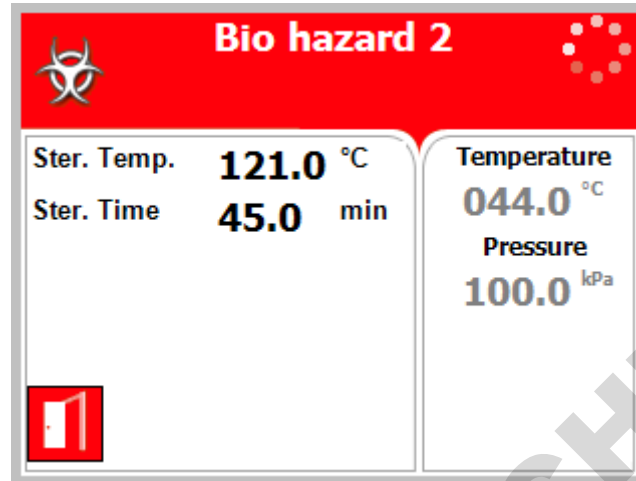 Bio hazard 2
Ster. Temp. 121.0 °C
Ster. Time 45.0 min
Temperature
044.0 °C
Pressure
100.0 kPa